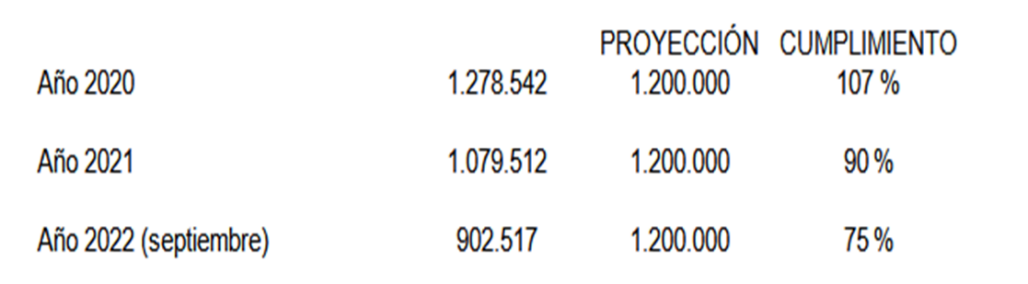 PROYECCIÓN CUMPLIMIENTO
Año 2020 1.278.542 1.200.000 107 %
Año 2021 1.079.512 1.200.000 90 %
Año 2022 (septiembre) 902.517 1.200.000 75 %